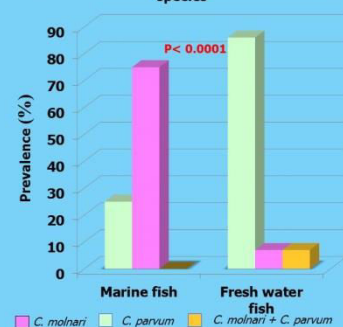 species
90
80
70
60
50
40
30
20
10
0
Prevalence (%)
P< 0.0001
Marine fish
Fresh water
fish
C. molnari
C. parvum
C. molnari + C. parvum